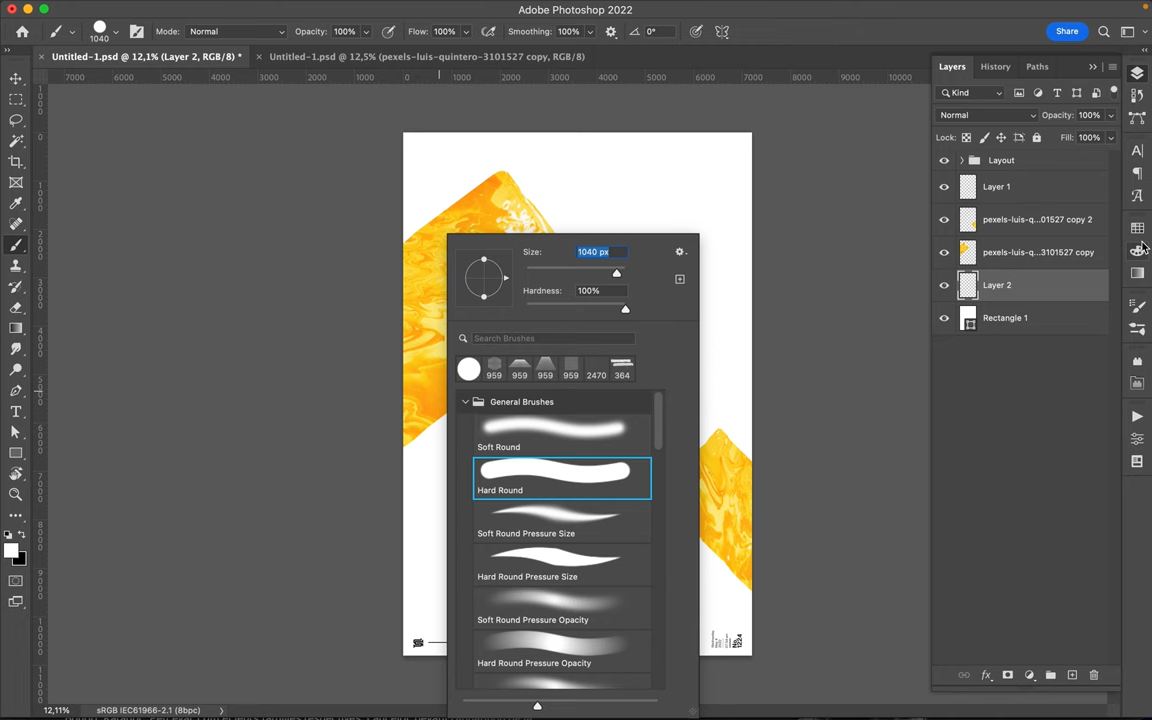 Adobe Photoshop 2022
1040
Mode: Normal
Opacity: 100%
Flow: 100%
Smoothing: 100%
0°
Share
Untitled-1.psd @ 12,1% (Layer 2, RGB/8) *
Untitled-1.psd @ 12,5% (pexels-luis-quintero-3101527 copy, RGB/8)
7000 6000 5000 4000 3000 2000 1000 0 1000 2000 3000 4000 5000 6000 7000 8000 9000 10000
Layers History Paths
Kind
Normal Opacity: 100%
Lock: Fill: 100%
Layout
Layer 1
pexels-luis-q...01527 copy 2
pexels-luis-q...3101527 copy
Layer 2
Rectangle 1
Size: 1040 px
Hardness: 100%
Search Brushes
959 959 959 959 2470 364
General Brushes
Soft Round
Hard Round
Soft Round Pressure Size
Hard Round Pressure Size
Soft Round Pressure Opacity
Hard Round Pressure Opacity
No.
1224
12,11% sRGB IEC61966-2.1 (8bpc)